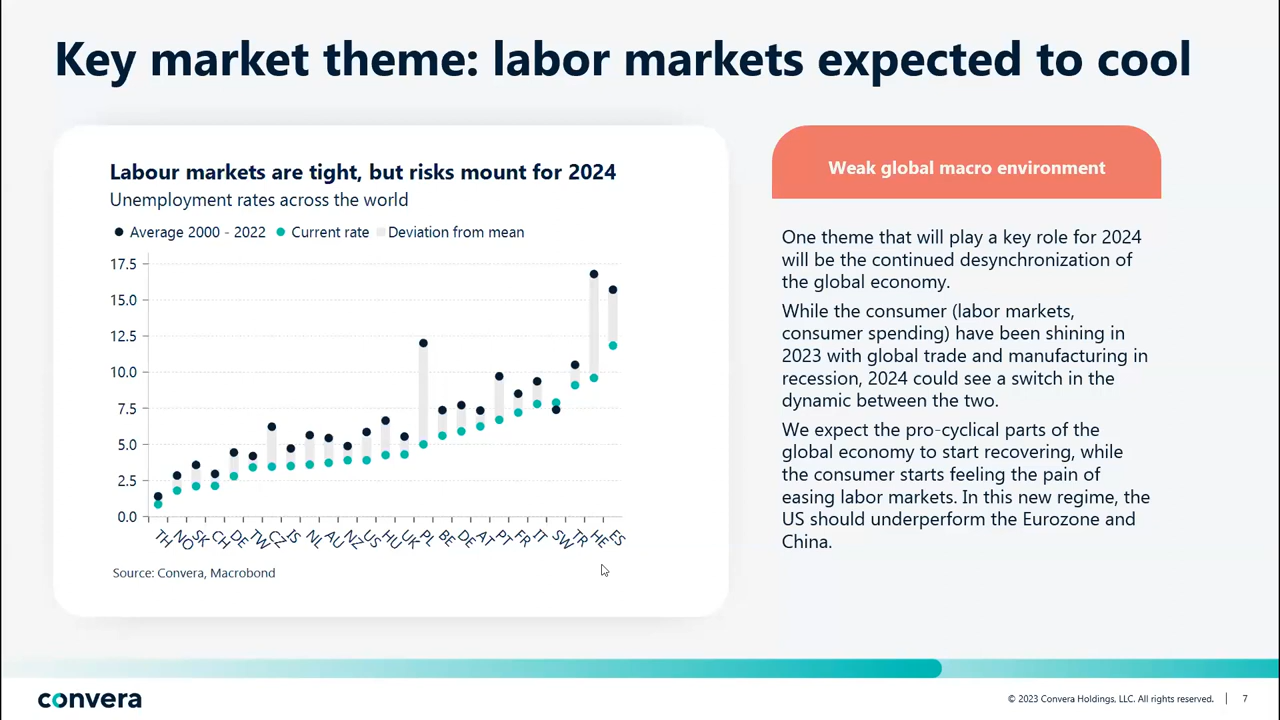 Key market theme: labor markets expected to cool
Labour markets are tight, but risks mount for 2024
Unemployment rates across the world
Average 2000 - 2022 Current rate Deviation from mean
17.5
15.0
12.5
10.0
7.5
5.0
2.5
0.0
TH NO SK CH DE TW CZ IS NL AU NZ US HU UK PL BE DE AT PT FR IT SW TR HE ES
Source: Convera, Macrobond
Weak global macro environment
One theme that will play a key role for 2024
will be the continued desynchronization of
the global economy.
While the consumer (labor markets,
consumer spending) have been shining in
2023 with global trade and manufacturing in
recession, 2024 could see a switch in the
dynamic between the two.
We expect the pro-cyclical parts of the
global economy to start recovering, while
the consumer starts feeling the pain of
easing labor markets. In this new regime, the
US should underperform the Eurozone and
China.
convera
© 2023 Convera Holdings, LLC. All rights reserved. | 7